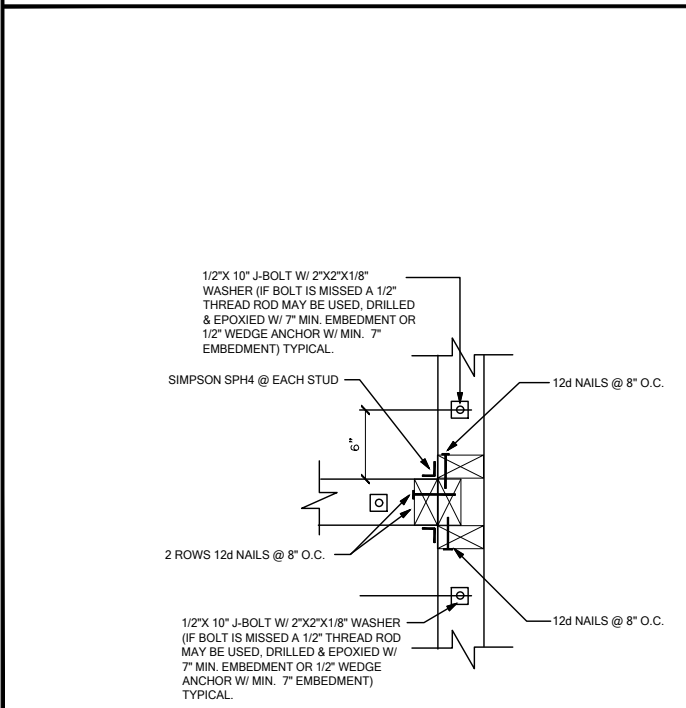 1/2"X 10" J-BOLT W/ 2"X2"X1/8"
WASHER (IF BOLT IS MISSED A 1/2"
THREAD ROD MAY BE USED, DRILLED
& EPOXIED W/ 7" MIN. EMBEDMENT OR
1/2" WEDGE ANCHOR W/ MIN. 7"
EMBEDMENT) TYPICAL.
SIMPSON SPH4 @ EACH STUD
12d NAILS @ 8" O.C.
6"
2 ROWS 12d NAILS @ 8" O.C.
1/2"X 10" J-BOLT W/ 2"X2"X1/8" WASHER
(IF BOLT IS MISSED A 1/2" THREAD ROD
MAY BE USED, DRILLED & EPOXIED W/
7" MIN. EMBEDMENT OR 1/2" WEDGE
ANCHOR W/ MIN. 7" EMBEDMENT)
TYPICAL.
12d NAILS @ 8" O.C.